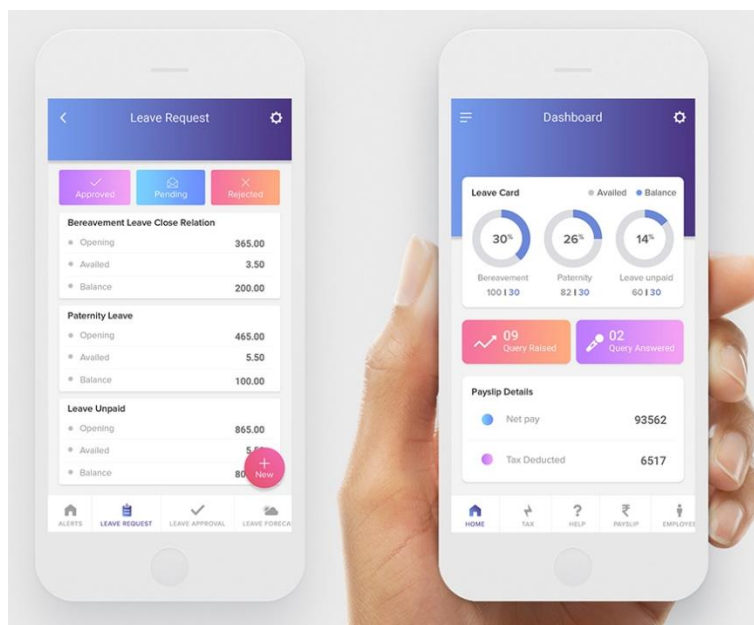 Leave Request
Approved
Pending
Rejected
Bereavement Leave Close Relation
Opening 365.00
Availed 3.50
Balance 200.00
Paternity Leave
Opening 465.00
Availed 5.50
Balance 100.00
Leave Unpaid
Opening 865.00
Availed
Balance
New
ALERTS LEAVE REQUEST LEAVE APPROVAL LEAVE FORECA
Dashboard
Leave Card Availed Balance
30% 26% 14%
Bereavement Paternity Leave unpaid
100 | 30 82 | 30 60 | 30
09
Query Raised
02
Query Answered
Payslip Details
Net pay 93562
Tax Deducted 6517
HOME TAX HELP PAYSLIP EMPLOYEE